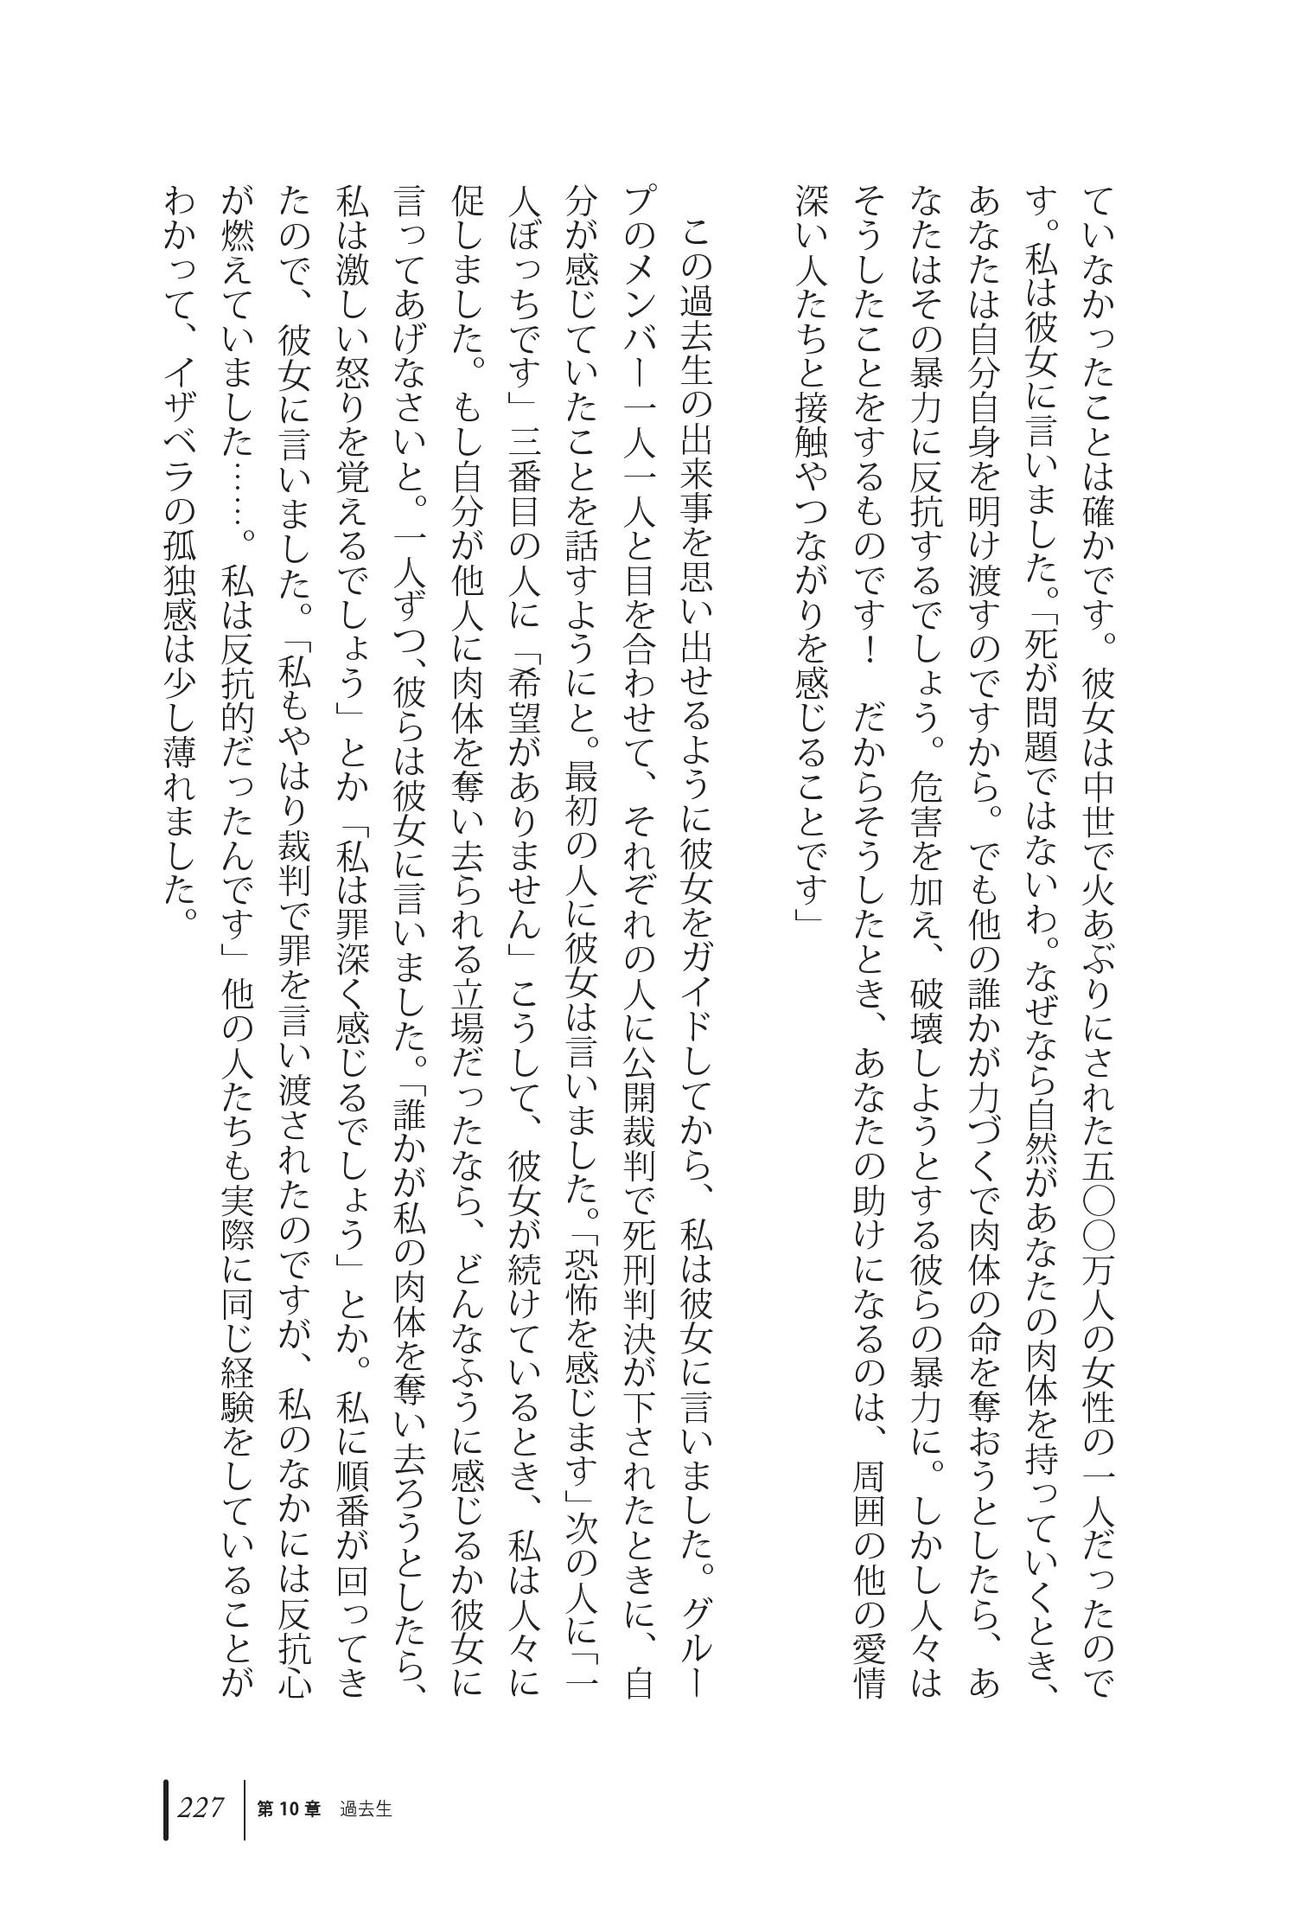 ていなかったことは確かです。彼女は中世で火あぶりにされた五〇〇万人の女性の一人だったので
す。私は彼女に言いました。「死が問題ではないわ。なぜなら自然があなたの肉体を持っていくとき、
あなたは自分自身を明け渡すのですから。でも他の誰かが力づくで肉体の命を奪おうとしたら、あ
なたはその暴力に反抗するでしょう。危害を加え、破壊しようとする彼らの暴力に。しかし人々は
そうしたことをするものです！　だからそうしたとき、あなたの助けになるのは、周囲の他の愛情
深い人たちと接触やつながりを感じることです」
この過去生の出来事を思い出せるように彼女をガイドしてから、私は彼女に言いました。グルー
プのメンバー一人一人と目を合わせて、それぞれの人に公開裁判で死刑判決が下されたときに、自
分が感じていたことを話すようにと。最初の人に彼女は言いました。「恐怖を感じます」次の人に「一
人ぼっちです」三番目の人に「希望がありません」こうして、彼女が続けているとき、私は人々に
促しました。もし自分が他人に肉体を奪い去られる立場だったなら、どんなふうに感じるか彼女に
言ってあげなさいと。一人ずつ、彼らは彼女に言いました。「誰かが私の肉体を奪い去ろうとしたら、
私は激しい怒りを覚えるでしょう」とか「私は罪深く感じるでしょう」とか。私に順番が回ってき
たので、彼女に言いました。「私もやはり裁判で罪を言い渡されたのですが、私のなかには反抗心
が燃えていました……。私は反抗的だったんです」他の人たちも実際に同じ経験をしていることが
わかって、イザベラの孤独感は少し薄れました。
227 第10章　過去生